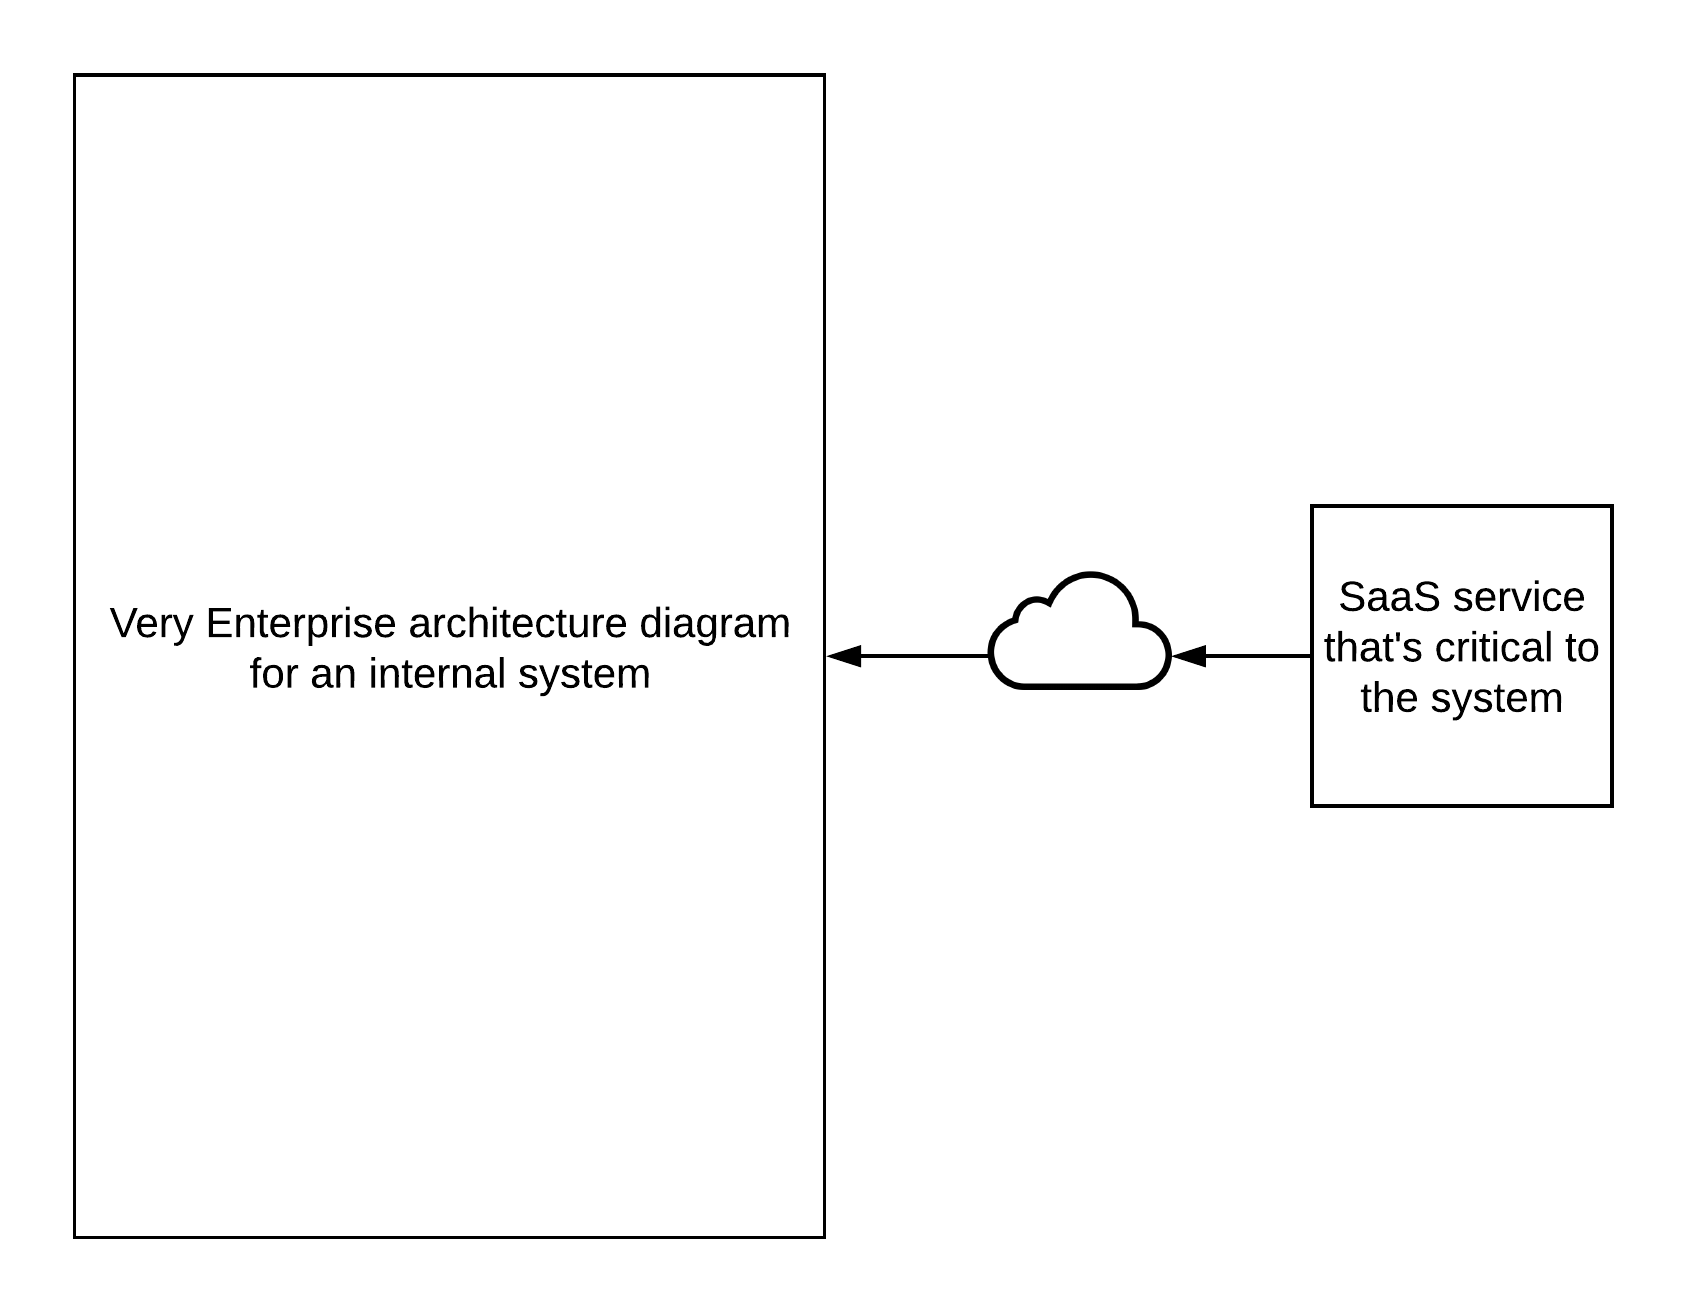 Very Enterprise architecture diagram
for an internal system
SaaS service
that's critical to
the system